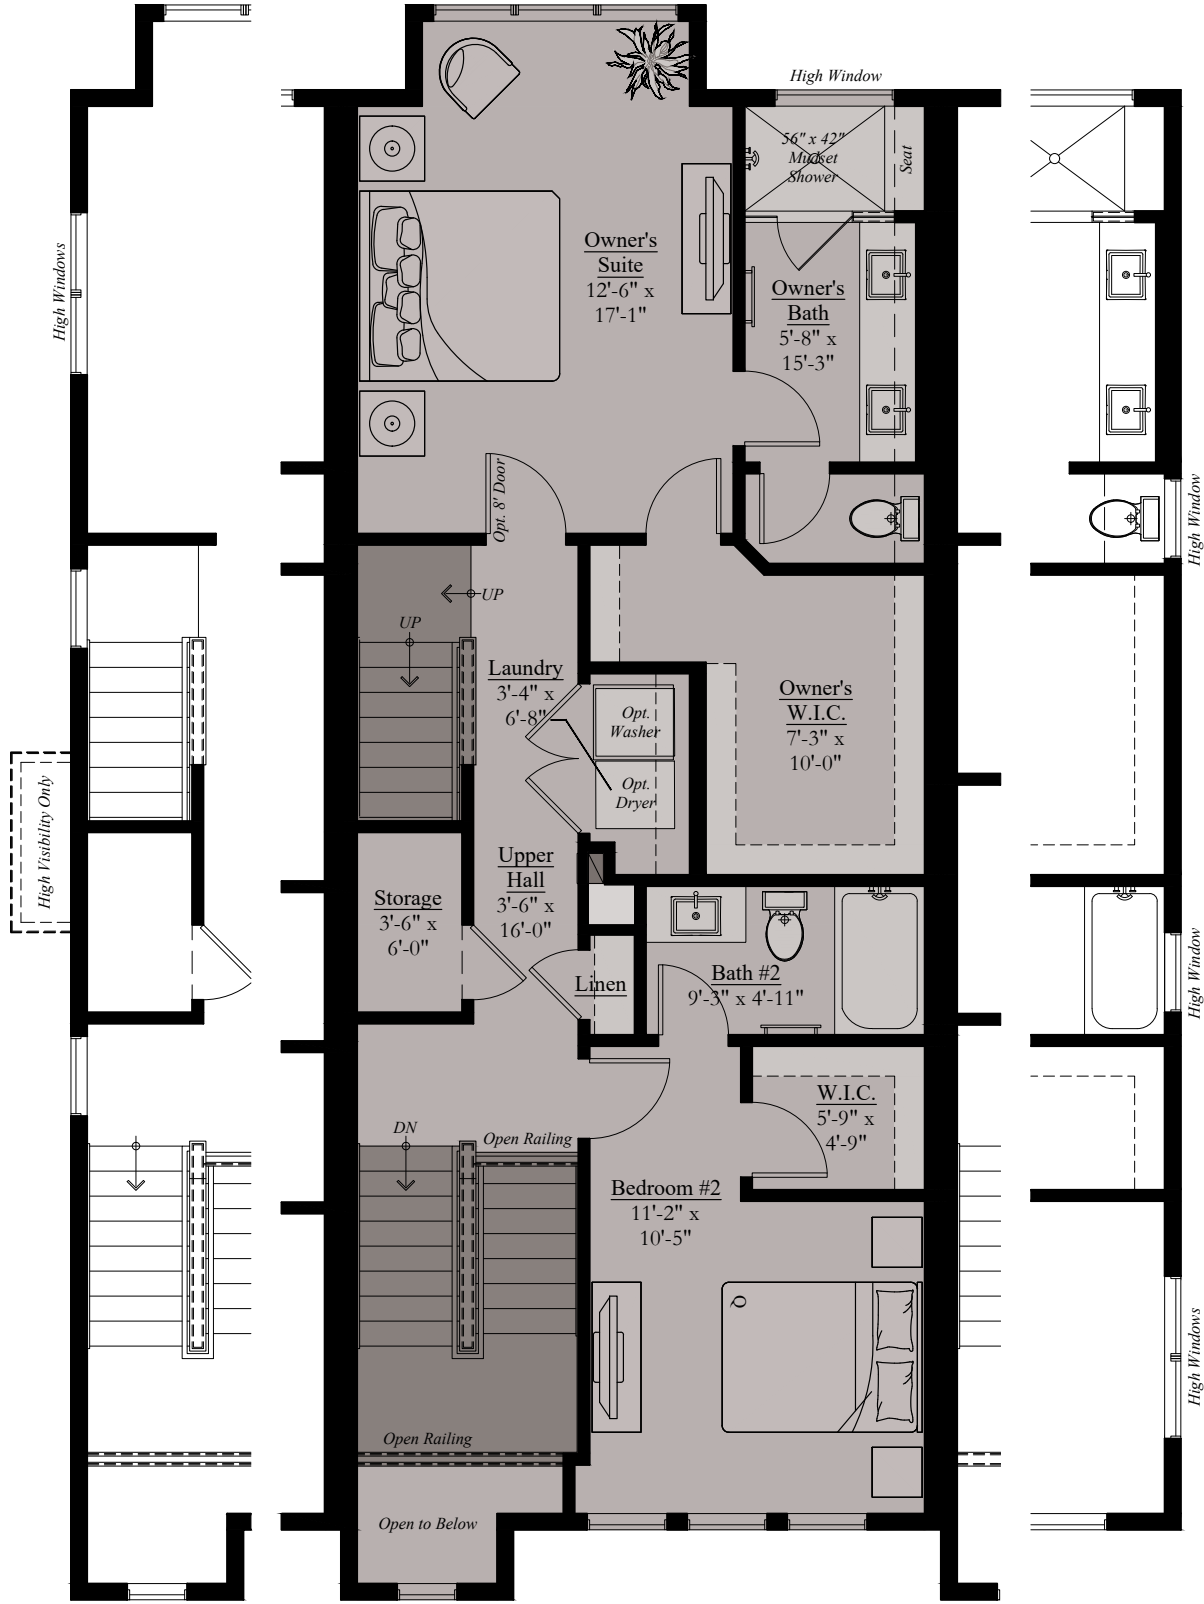 High Window
56" x 42"
Mudset
Shower
Seat
High Windows
Owner's
Suite
12'-6" x
17'-1"
Owner's
Bath
5'-8" x
15'-3"
Opt. 8' Door
High Window
UP
UP
Laundry
3'-4" x
6'-8"
Opt.
Washer
Opt.
Dryer
Owner's
W.I.C.
7'-3" x
10'-0"
High Visibility Only
Upper
Hall
3'-6" x
16'-0"
Storage
3'-6" x
6'-0"
Linen
Bath #2
9'-3" x 4'-11"
High Window
W.I.C.
5'-9" x
4'-9"
DN
Open Railing
Bedroom #2
11'-2" x
10'-5"
Q
High Windows
Open Railing
Open to Below